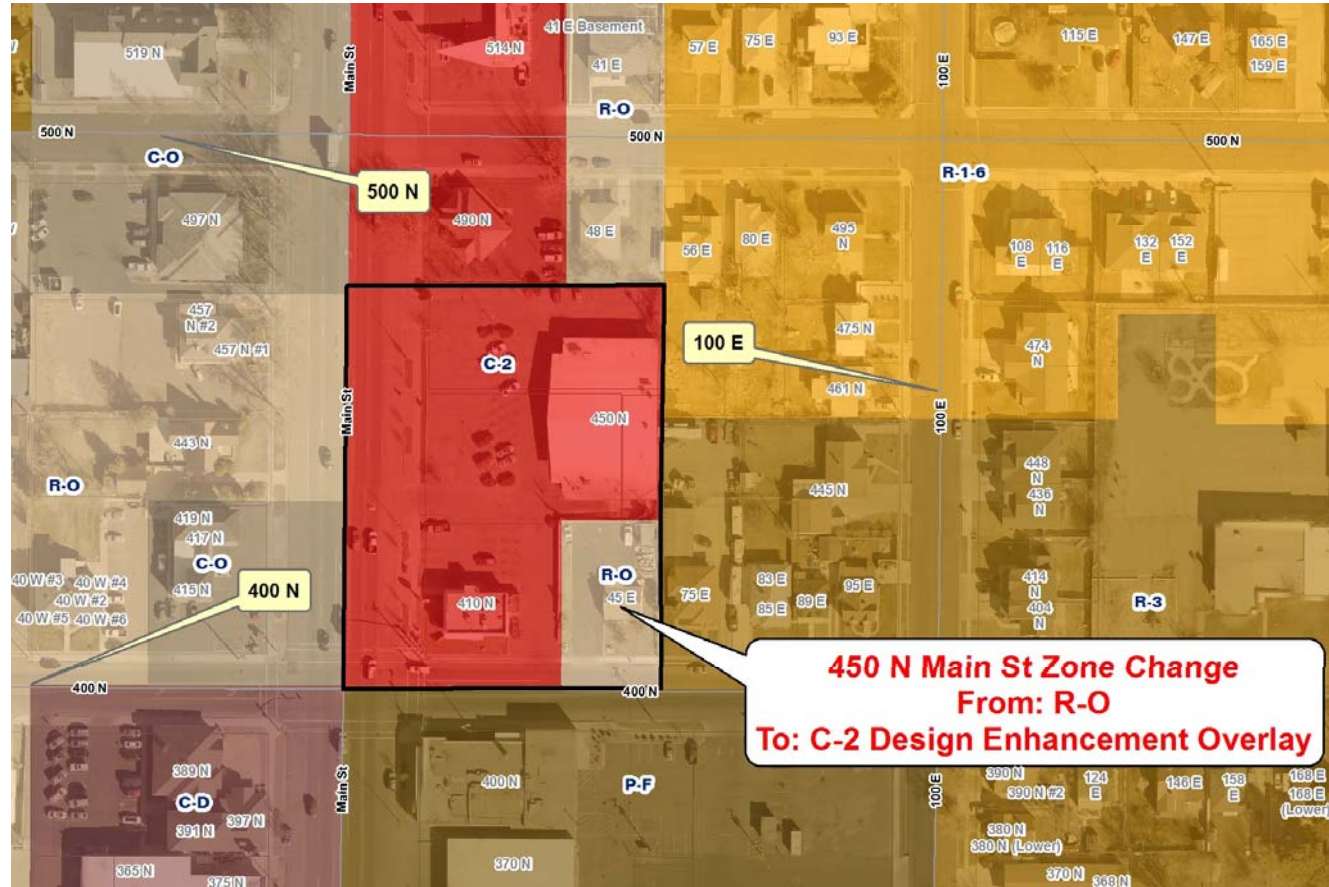 519 N
Main St
514 N
41 E Basement
41 E
57 E
75 E
93 E
100 E
115 E
147 E
165 E
159 E
R-O
500 N
500 N
500 N
C-O
R-1-6
500 N
497 N
490 N
48 E
56 E
80 E
495
N
108
E
116
E
132
E
152
E
457
N #2
457 N #1
C-2
475 N
474
N
100 E
461 N
Main St
450 N
100 E
443 N
R-O
448
N
436
N
445 N
419 N
417 N
C-O
415 N
40 W #3
40 W #4
40 W #2
40 W #5
40 W #6
400 N
410 N
R-O
45 E
75 E
83 E
85 E
89 E
95 E
414
N
404
N
R-3
450 N Main St Zone Change
From: R-O
To: C-2 Design Enhancement Overlay
400 N
400 N
389 N
C-D
391 N
397 N
365 N
375 N
Main St
400 N
P-F
370 N
100 E
390 N
390 N #2
124
E
146 E
158
E
168 E
168 E
(Lower)
380 N
380 N (Lower)
370 N
368 N